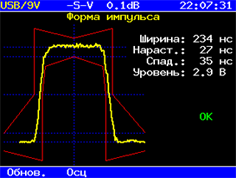 USB/9V -S-V 0.1dB 22:07:31
Форма импульса
Ширина: 234 нс
Нараст.: 27 нс
Спад.: 35 нс
Уровень: 2.9 В
OK
Обнов. Осц